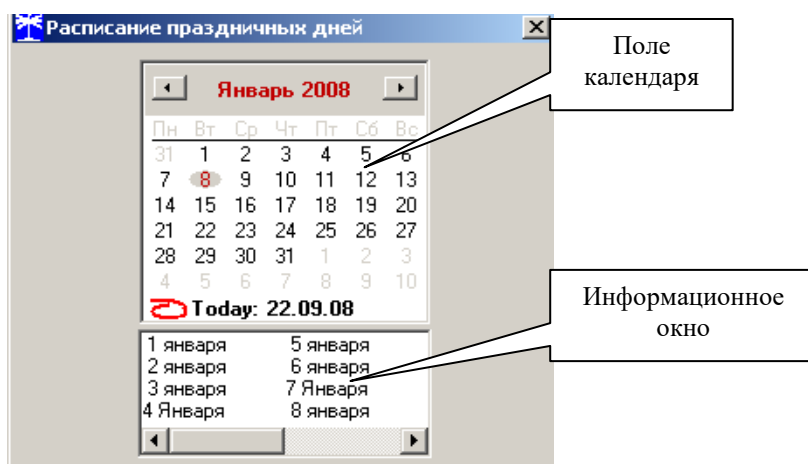 Расписание праздничных дней
Поле
календаря
Январь 2008
Пн Вт Ср Чт Пт Сб Вс
31 1 2 3 4 5 6
7 8 9 10 11 12 13
14 15 16 17 18 19 20
21 22 23 24 25 26 27
28 29 30 31 1 2 3
4 5 6 7 8 9 10
Today: 22.09.08
Информационное
окно
1 января 5 января
2 января 6 января
3 января 7 Января
4 Января 8 января